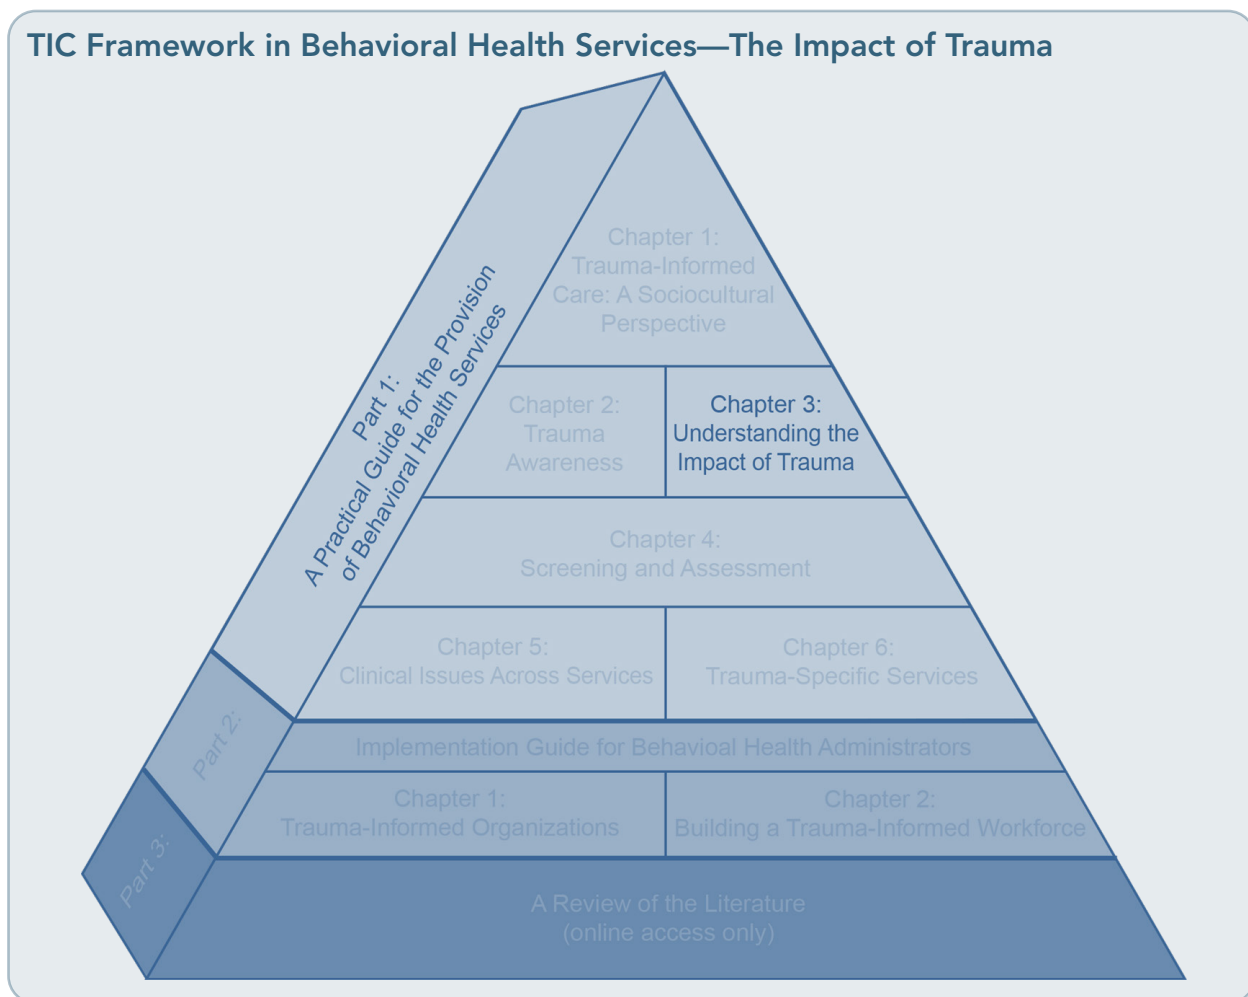 TIC Framework in Behavioral Health Services—The Impact of Trauma
Part 1:
A Practical Guide for the Provision
of Behavioral Health Services
Chapter 1:
Trauma-Informed
Care: A Sociocultural
Perspective
Chapter 2:
Trauma
Awareness
Chapter 3:
Understanding the
Impact of Trauma
Chapter 4:
Screening and Assessment
Chapter 5:
Clinical Issues Across Services
Chapter 6:
Trauma-Specific Services
Part 2:
Implementation Guide for Behavioal Health Administrators
Chapter 1:
Trauma-Informed Organizations
Chapter 2:
Building a Trauma-Informed Workforce
Part 3:
A Review of the Literature
(online access only)